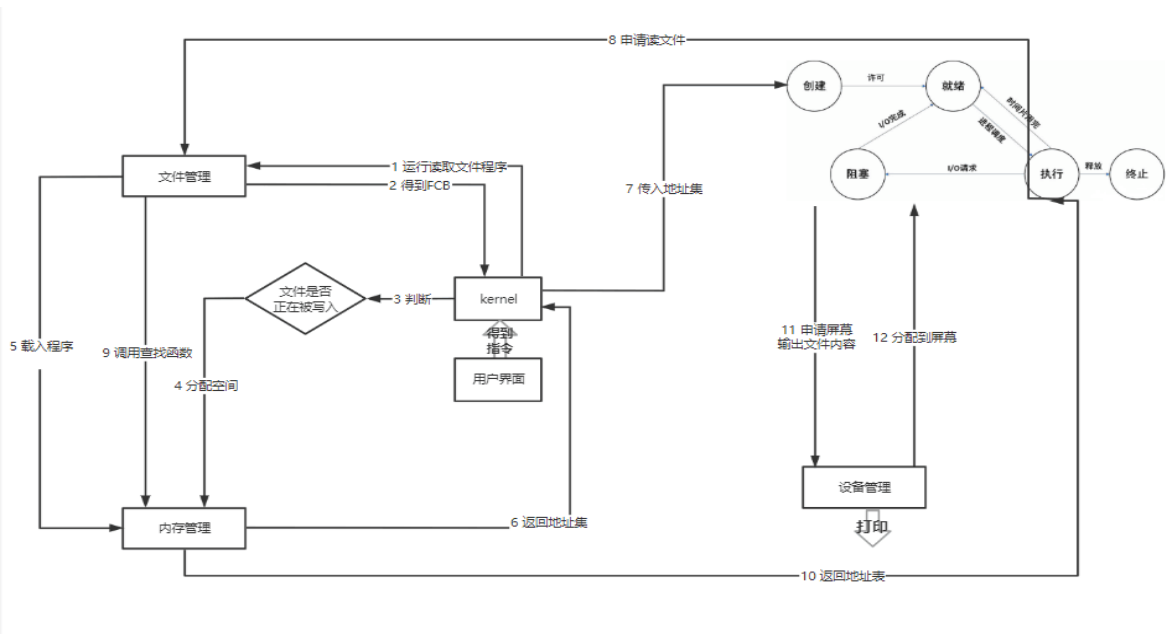 8 申请读文件
创建
许可
就绪
I/O完成
进程调度
时间片用完
阻塞
I/O请求
执行
释放
终止
文件管理
1 运行读取文件程序
2 得到FCB
7 传入地址集
文件是否
正在被写入
3 判断
kernel
得到
指令
用户界面
5 载入程序
9 调用查找函数
4 分配空间
11 申请屏幕
输出文件内容
12 分配到屏幕
设备管理
打印
内存管理
6 返回地址集
10 返回地址表